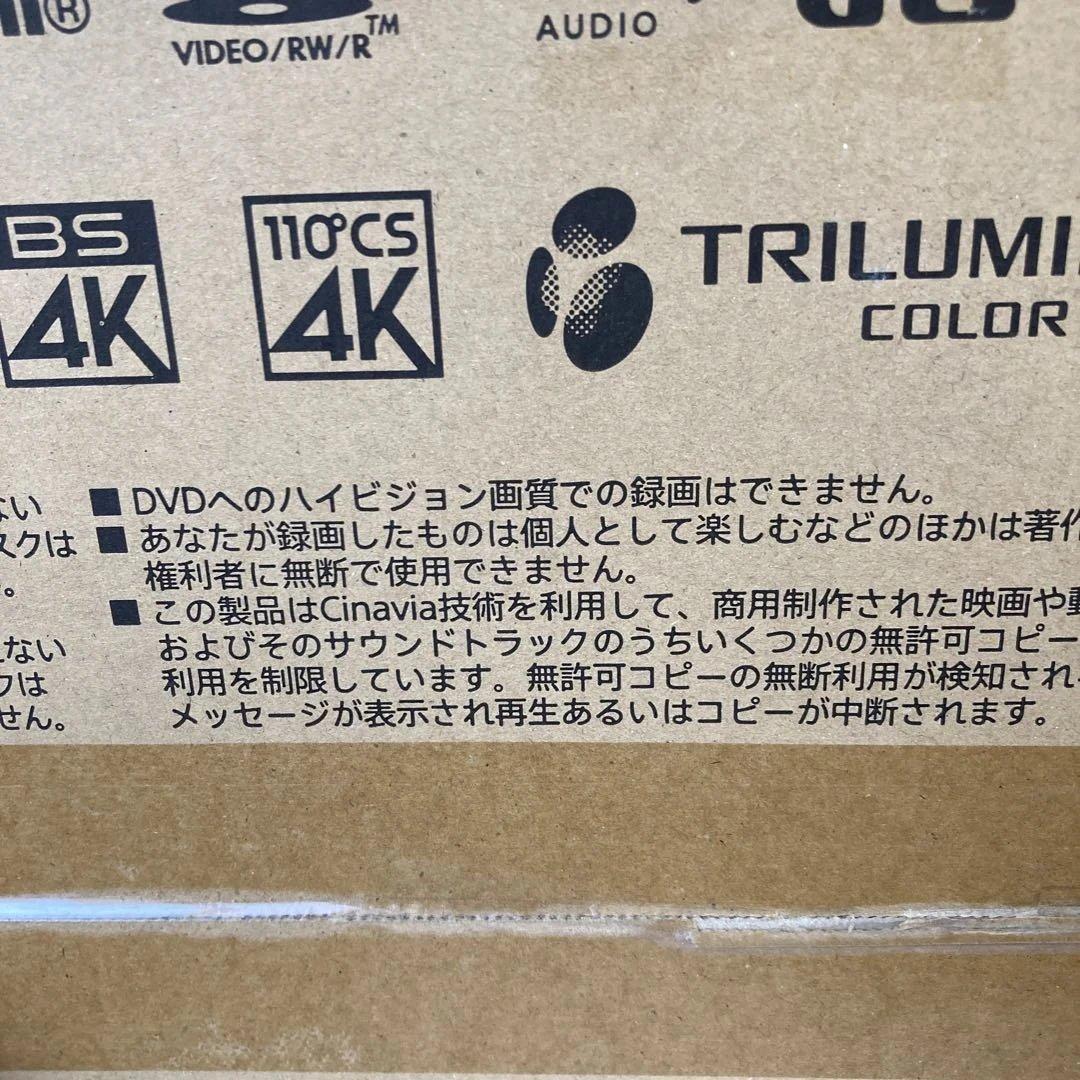 VIDEO/RW/R™
AUDIO
BS
4K
110°CS
4K
TRILUMI
COLOR
ない
スクは
。
■ DVDへのハイビジョン画質での録画はできません。
■ あなたが録画したものは個人として楽しむなどのほかは著作
権利者に無断で使用できません。
■ この製品はCinavia技術を利用して、商用制作された映画や動
およびそのサウンドトラックのうちいくつかの無許可コピー
利用を制限しています。無許可コピーの無断利用が検知され
メッセージが表示され再生あるいはコピーが中断されます。
ない
クは
せん。